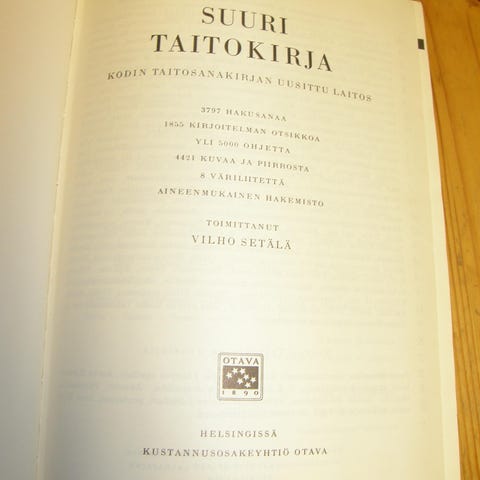 SUURI
TAITOKIRJA
KODIN TAITOSANAKIRJAN UUSITTU LAITOS
3797 HAKUSANAA
1855 KIRJOITELMAN OTSIKKOA
YLI 5000 OHJETTA
4421 KUVAA JA PIIRROSTA
8 VÄRILIITETTÄ
AINEENMUKAINEN HAKEMISTO
TOIMITTANUT
VILHO SETÄLÄ
OTAVA
1890
HELSINGISSÄ
KUSTANNUSOSAKEYHTIÖ OTAVA